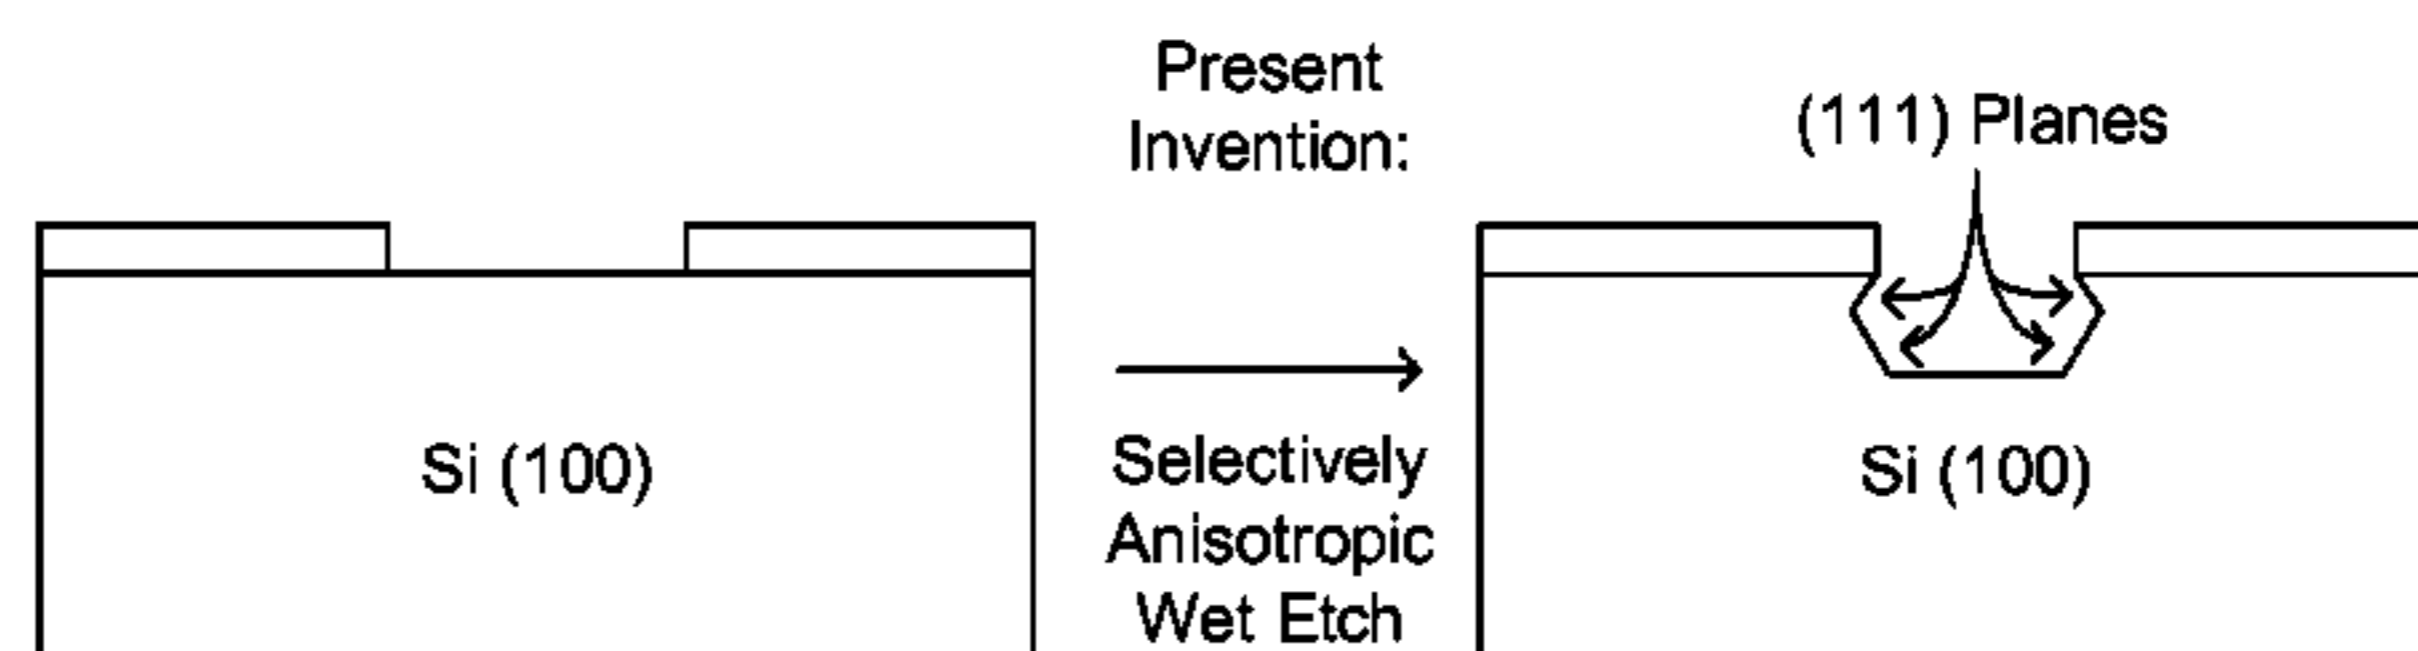 Present
Invention:
(111) Planes
Si (100)
Selectively
Anisotropic
Wet Etch
Si (100)